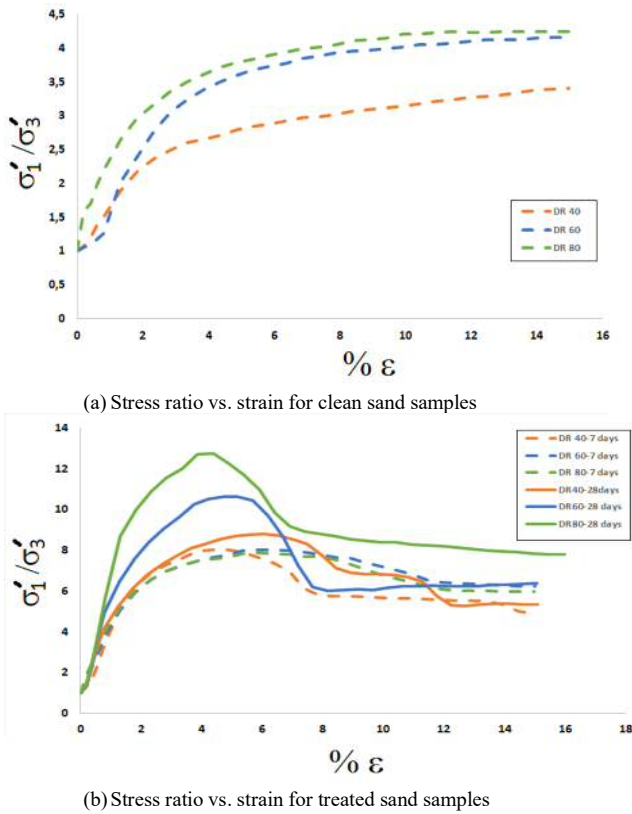 4,5
4
3,5
3
2,5
2
1,5
1
0,5
0
σ′1/σ′3
0 2 4 6 8 10 12 14 16
% ε
DR 40
DR 60
DR 80
(a) Stress ratio vs. strain for clean sand samples
14
12
10
8
6
4
2
0
σ′1/σ′3
0 2 4 6 8 10 12 14 16 18
% ε
DR 40-7 days
DR 60-7 days
DR 80-7 days
DR40-28days
DR60-28 days
DR80-28 days
(b) Stress ratio vs. strain for treated sand samples